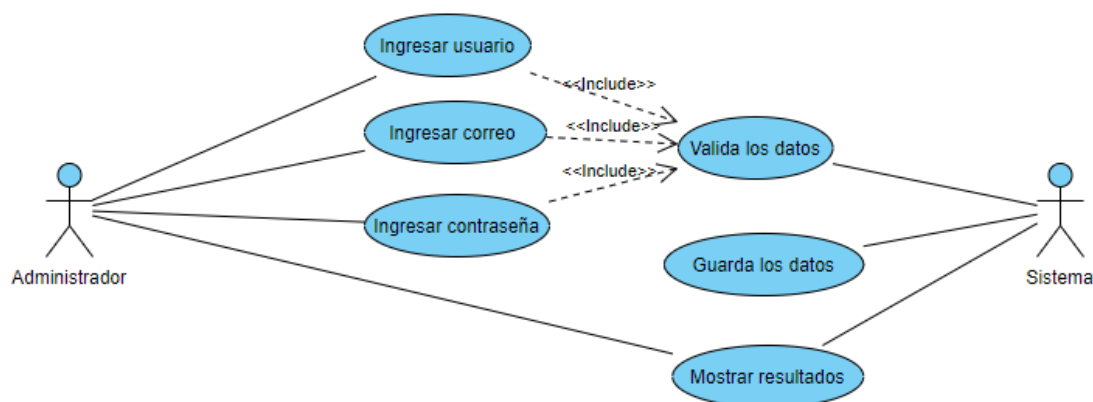 Ingresar usuario
<<Include>>
Ingresar correo
<<Include>>
Valida los datos
<<Include>>
Ingresar contraseña
Administrador
Guarda los datos
Sistema
Mostrar resultados